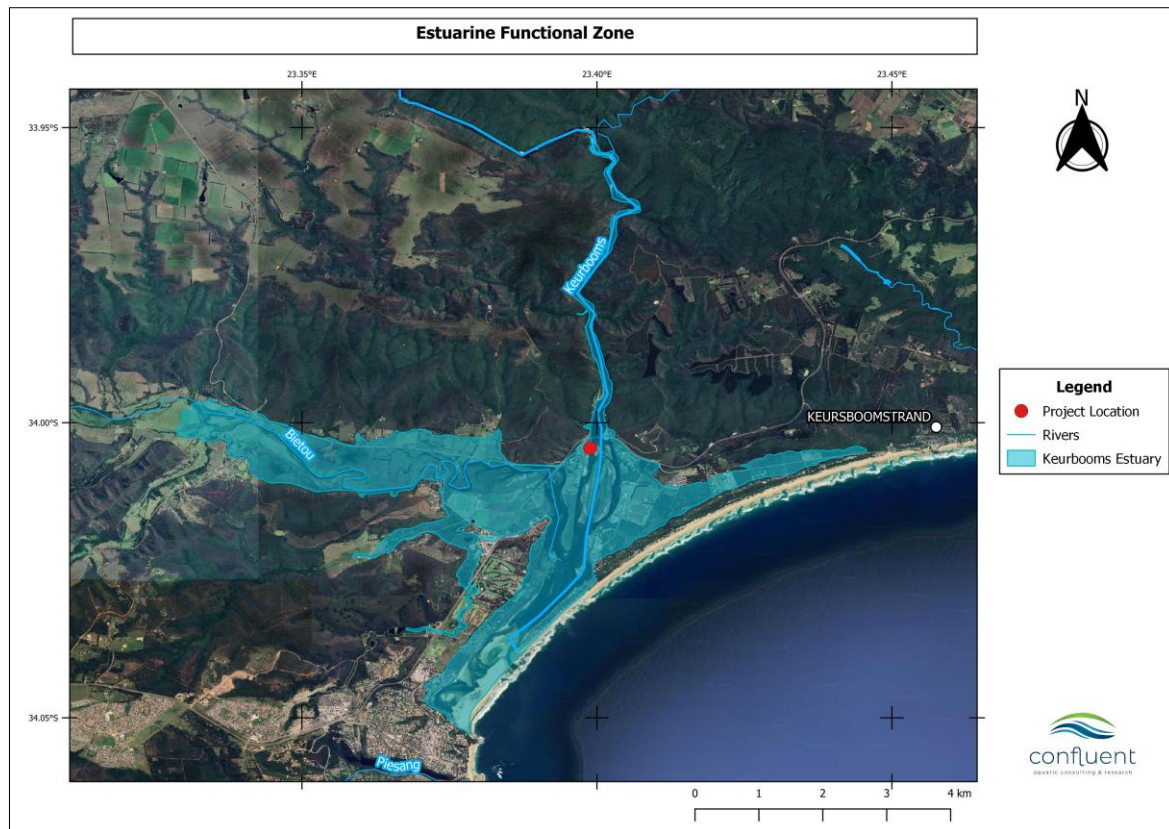 Estuarine Functional Zone
23.35°E
23.40°E
23.45°E
N
33.95°S
Keurbooms
34.00°S
KEURSBOOMSTRAND
Bietou
Legend
Project Location
Rivers
Keurbooms Estuary
34.05°S
Piesang
confluent
aquatic consulting & research
0 1 2 3 4 km